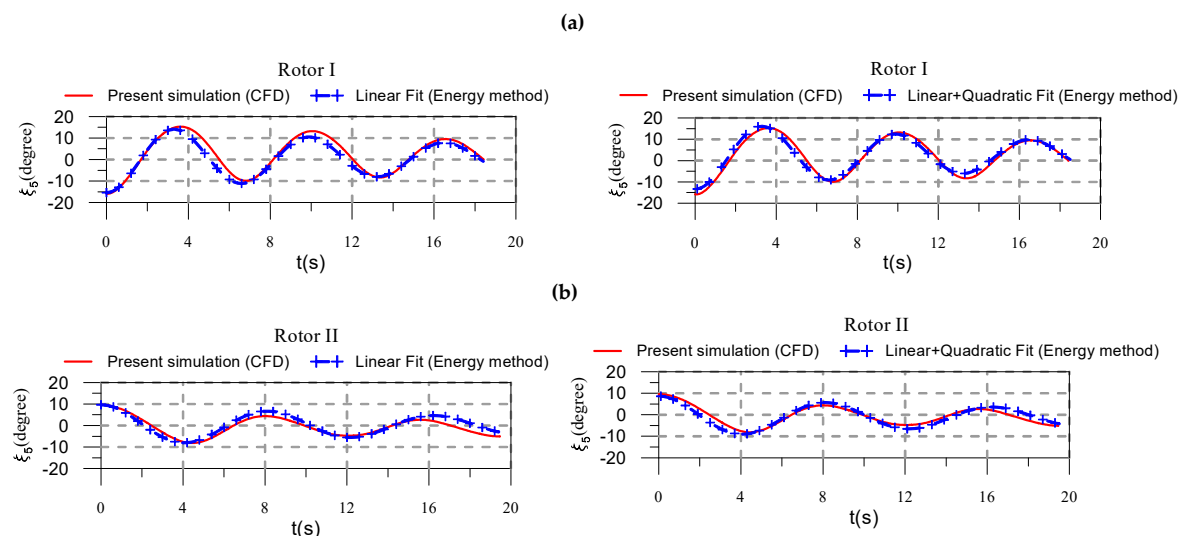 (a)
Rotor I
Present simulation (CFD) Linear Fit (Energy method)
20
10
0
-10
-20
ξ5(degree)
0 4 8 12 16 20
t(s)
Rotor I
Present simulation (CFD) Linear+Quadratic Fit (Energy method)
20
10
0
-10
-20
ξ5(degree)
0 4 8 12 16 20
t(s)
(b)
Rotor II
Present simulation (CFD) Linear Fit (Energy method)
20
10
0
-10
-20
ξ5(degree)
0 4 8 12 16 20
t(s)
Rotor II
Present simulation (CFD) Linear+Quadratic Fit (Energy method)
20
10
0
-10
-20
ξ5(degree)
0 4 8 12 16 20
t(s)